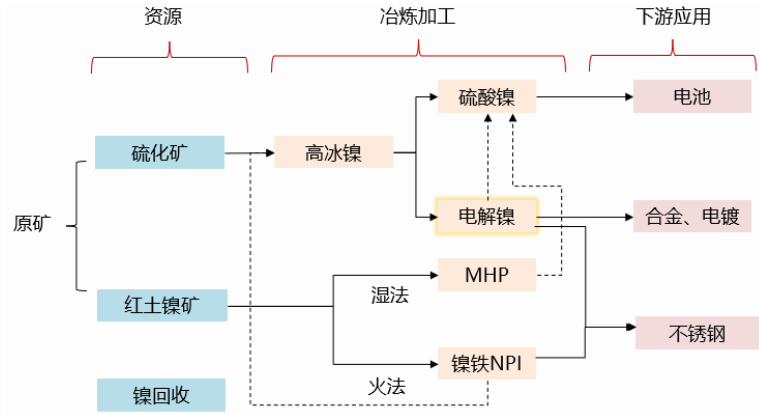 资源
冶炼加工
下游应用
硫酸镍
电池
硫化矿
高冰镍
原矿
电解镍
合金、电镀
MHP
湿法
红土镍矿
不锈钢
镍铁NPI
火法
镍回收